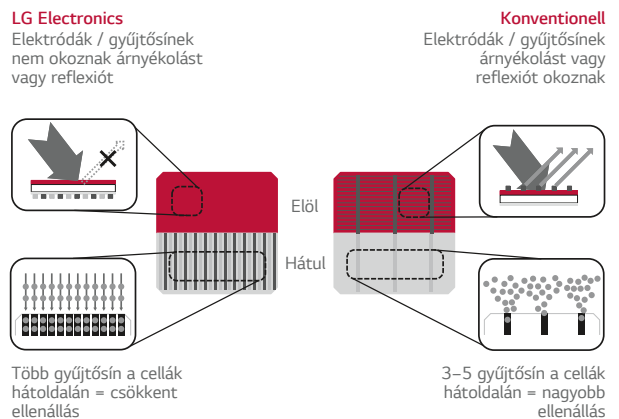 LG Electronics
Elektródák / gyűjtősínek
nem okoznak árnyékolást
vagy reflexiót
Konventionell
Elektródák / gyűjtősínek
árnyékolást vagy
reflexiót okoznak
Elöl
Hátul
Több gyűjtősín a cellák
hátoldalán = csökkent
ellenállás
3–5 gyűjtősín a cellák
hátoldalán = nagyobb
ellenállás